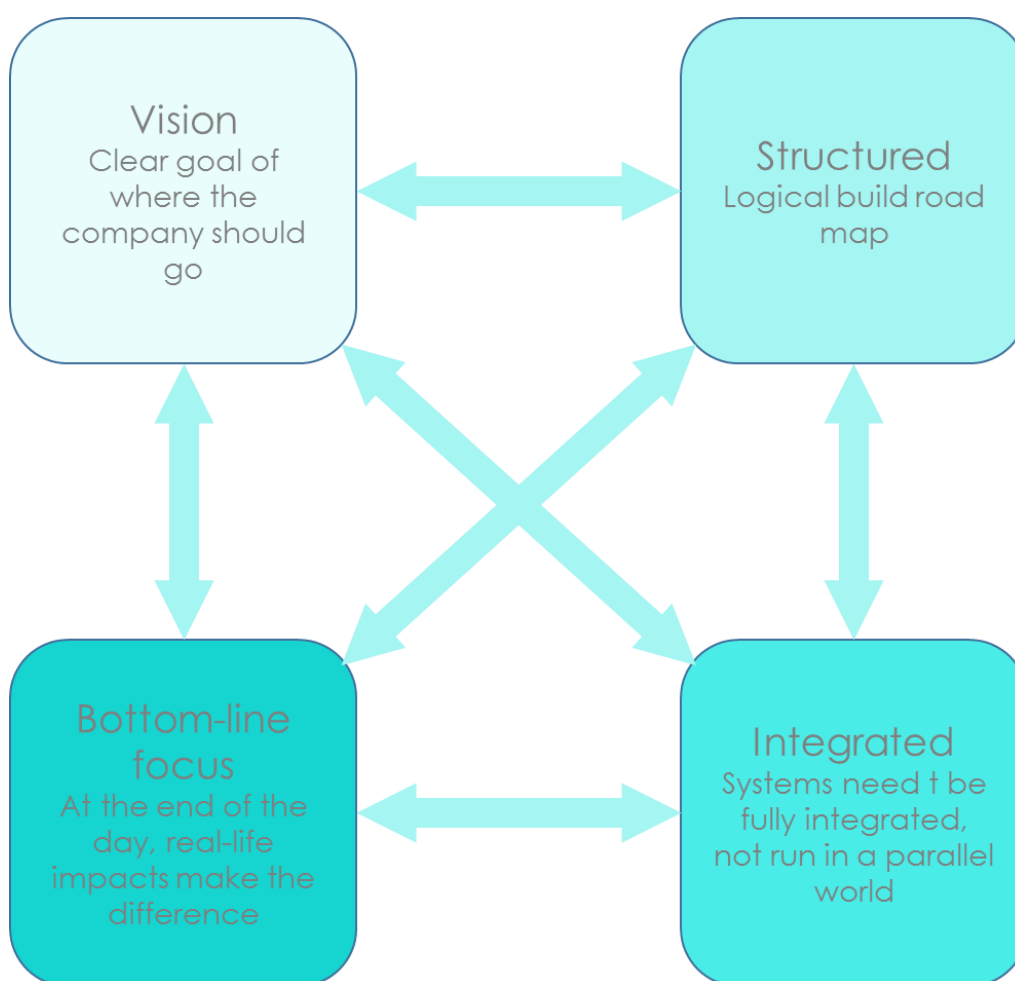 Vision
Clear goal of
where the
company should
go
Structured
Logical build road
map
Bottom-line
focus
At the end of the
day, real-life
impacts make the
difference
Integrated
Systems need t be
fully integrated,
not run in a parallel
world